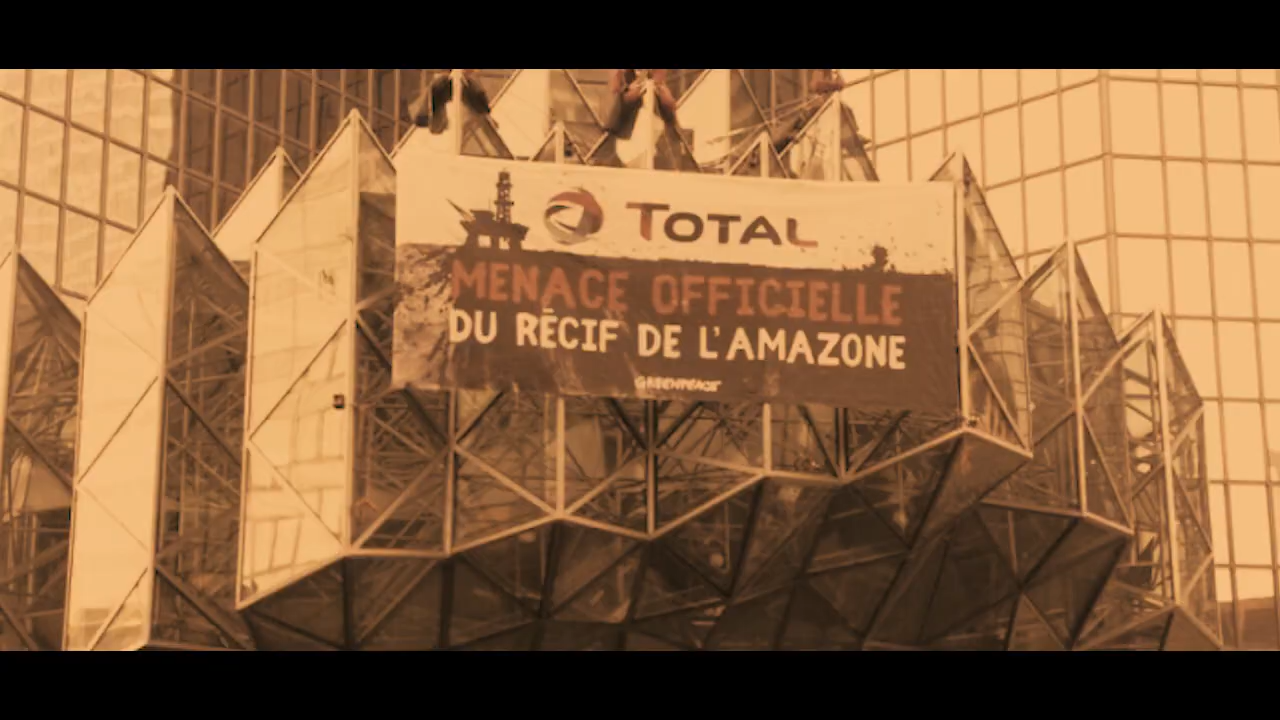 TOTAL
MENACE OFFICIELLE
DU RÉCIF DE L'AMAZONE
GREENPEACE